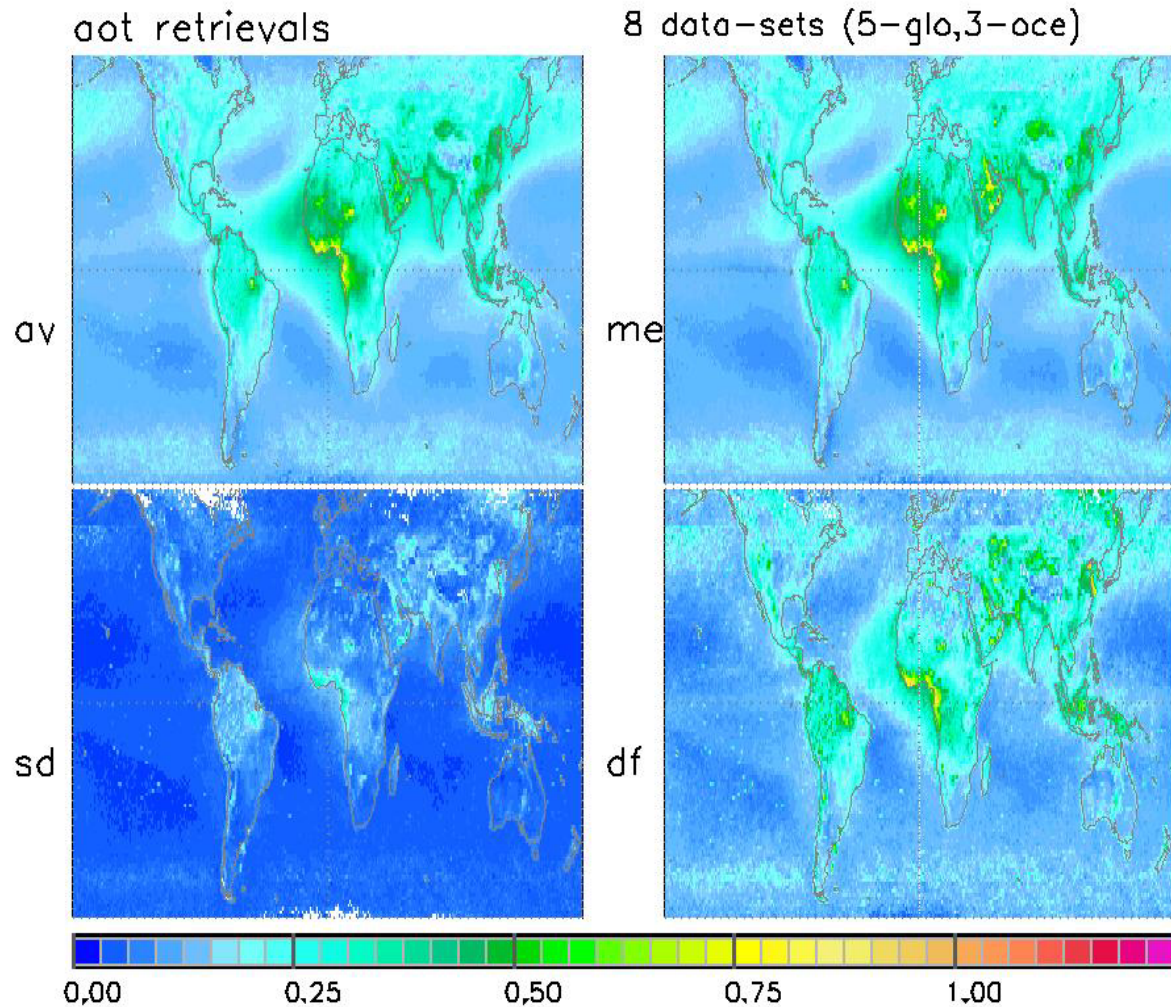 aot retrievals
8 data-sets (5-glo,3-oce)
av
me
sd
df
0,00 0,25 0,50 0,75 1,00